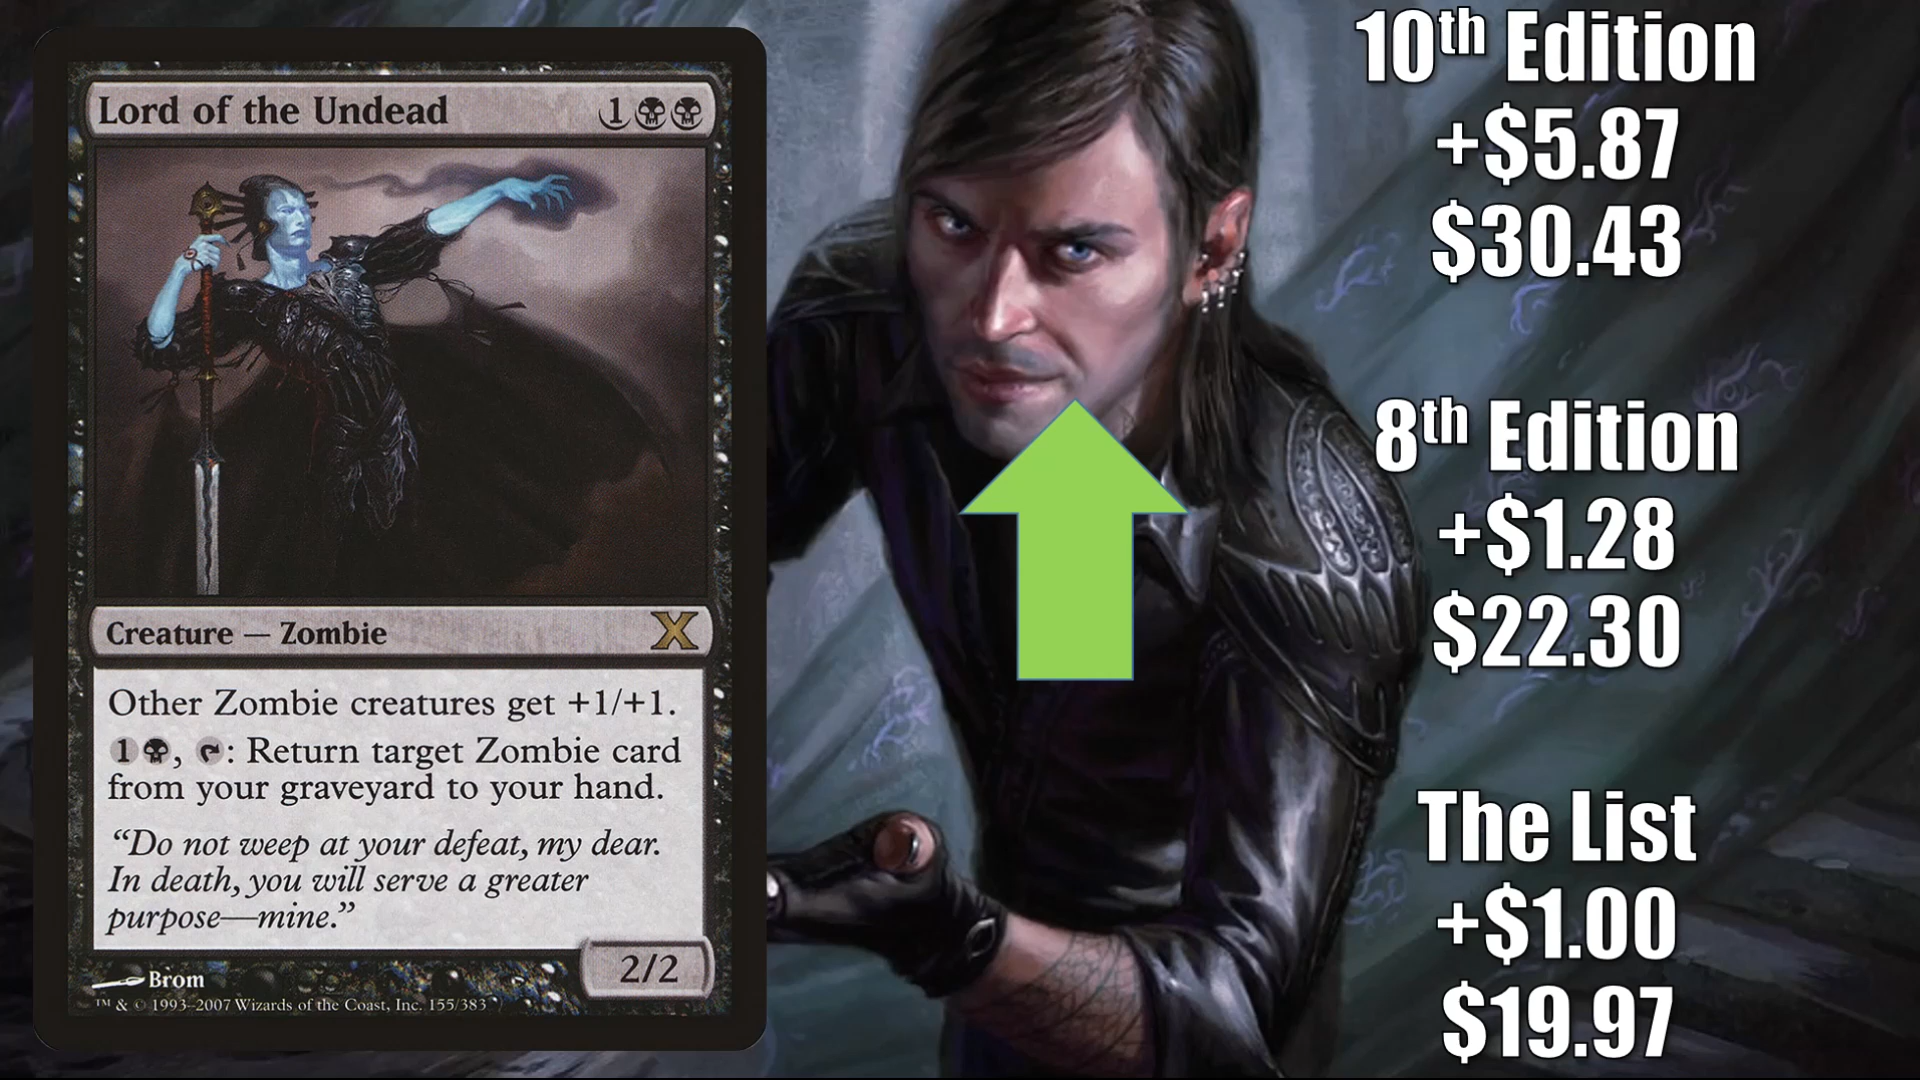 Lord of the Undead 1
Creature — Zombie X
Other Zombie creatures get +1/+1.
1 , : Return target Zombie card
from your graveyard to your hand.
“Do not weep at your defeat, my dear.
In death, you will serve a greater
purpose—mine.”
2/2
Brom
™ & © 1993–2007 Wizards of the Coast, Inc. 155/383
10th Edition
+$5.87
$30.43
8th Edition
+$1.28
$22.30
The List
+$1.00
$19.97